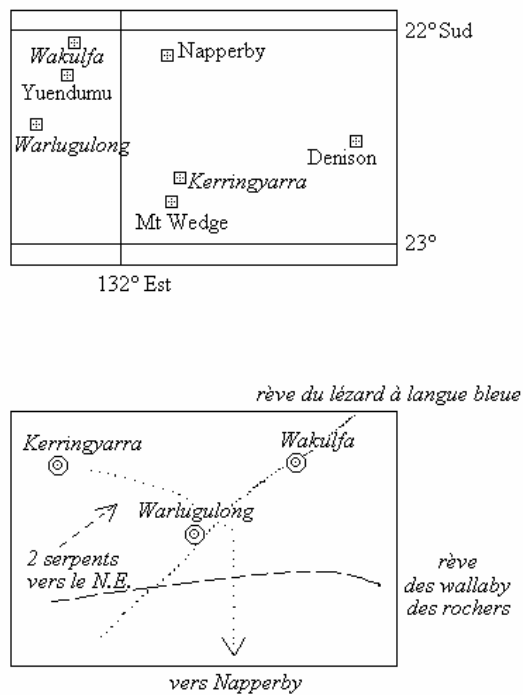 22° Sud
Wakulfa
Napperby
Yuendumu
Warlugulong
Denison
Kerringyarra
Mt Wedge
23°
132° Est
rêve du lézard à langue bleue
Kerringyarra
Wakulfa
Warlugulong
2 serpents
vers le N.E.
rêve
des wallaby
des rochers
vers Napperby